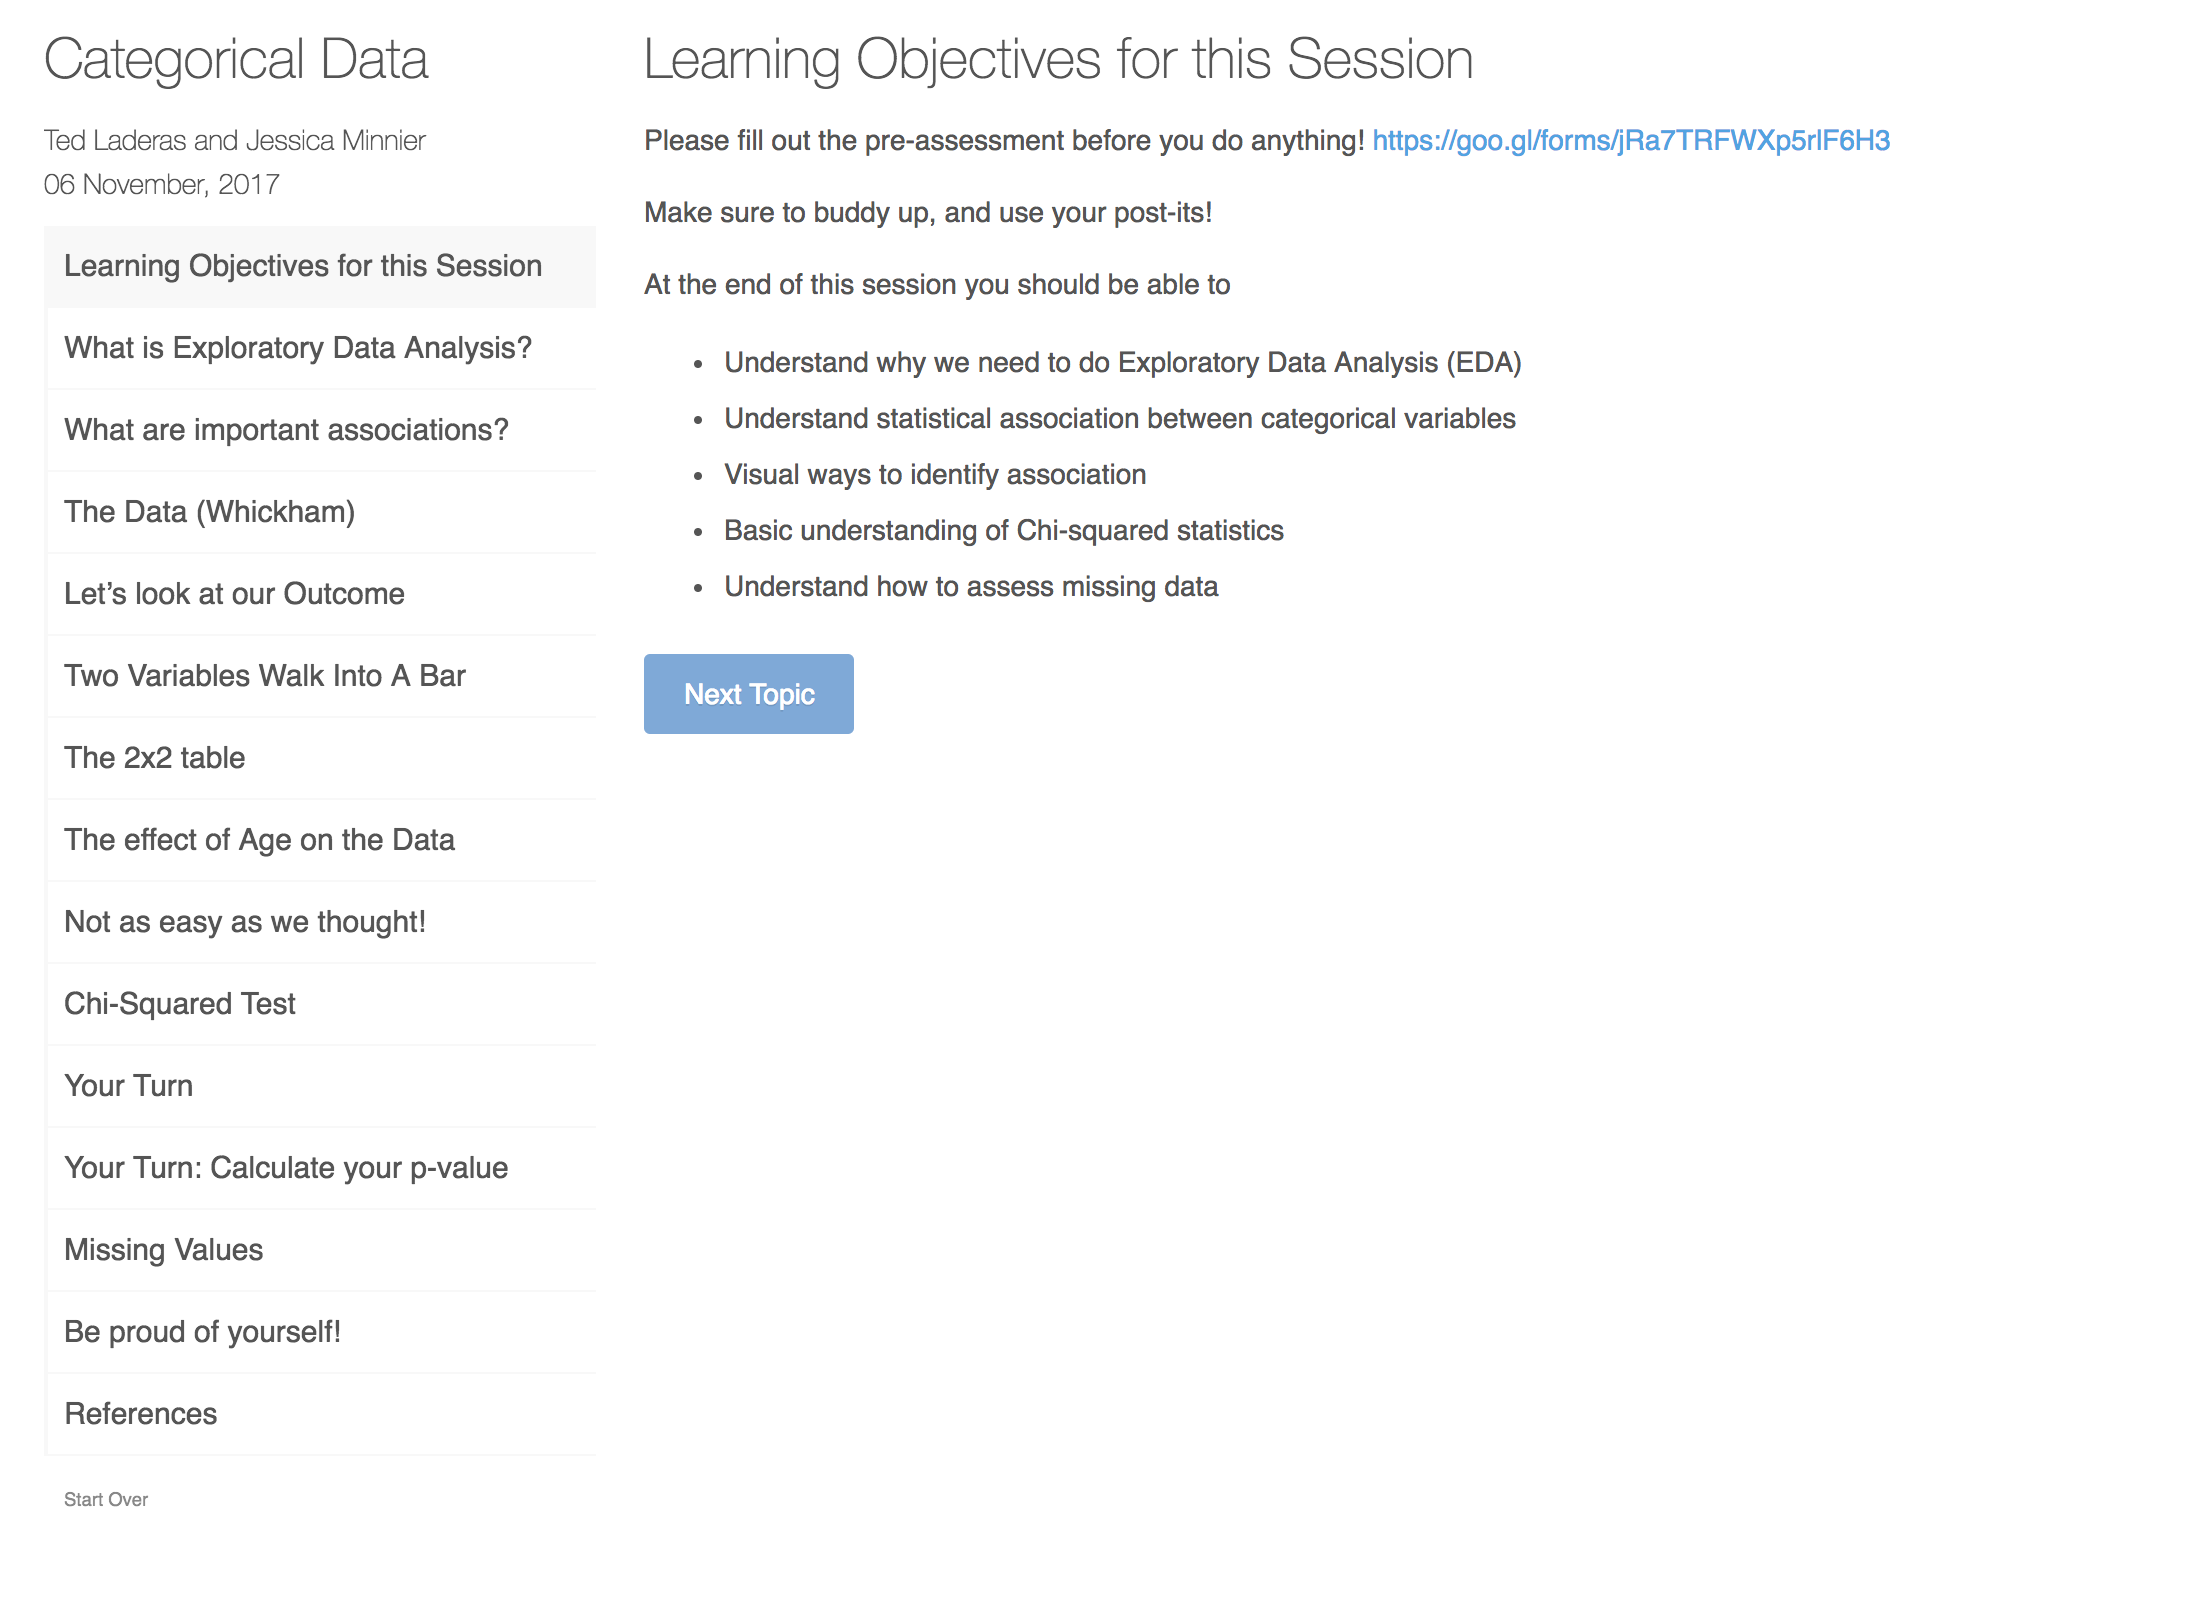 Categorical Data
Ted Laderas and Jessica Minnier
06 November, 2017
Learning Objectives for this Session
What is Exploratory Data Analysis?
What are important associations?
The Data (Whickham)
Let’s look at our Outcome
Two Variables Walk Into A Bar
The 2x2 table
The effect of Age on the Data
Not as easy as we thought!
Chi-Squared Test
Your Turn
Your Turn: Calculate your p-value
Missing Values
Be proud of yourself!
References
Start Over
Learning Objectives for this Session
Please fill out the pre-assessment before you do anything! https://goo.gl/forms/jRa7TRFWXp5rlF6H3
Make sure to buddy up, and use your post-its!
At the end of this session you should be able to
• Understand why we need to do Exploratory Data Analysis (EDA)
• Understand statistical association between categorical variables
• Visual ways to identify association
• Basic understanding of Chi-squared statistics
• Understand how to assess missing data
Next Topic